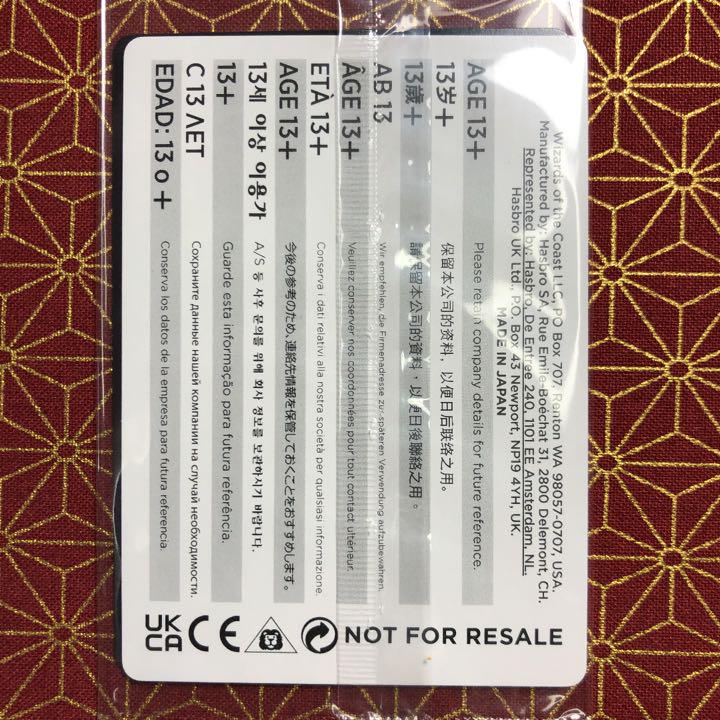 Wizards of the Coast LLC, PO Box 707, Renton WA 98057-0707, USA.
Manufactured by: Hasbro SA, Rue Emile-Boéchat 31, 2800 Delemont, CH.
Represented by: Hasbro, De Entree 240, 1101 EE Amsterdam, NL.
Hasbro UK Ltd., P.O. Box 43 Newport, NP19 4YH, UK.
MADE IN JAPAN
AGE 13+ Please retain company details for future reference.
13岁+ 保留本公司的资料，以便日后联络之用。
13歲+ 請保留本公司的資料，以便日後聯絡之用。
AB 13 Wir empfehlen, die Firmenadresse zur späteren Verwendung aufzubewahren.
ÂGE 13+ Veuillez conserver nos coordonnées pour tout contact ultérieur.
ETÀ 13+ Conserva i dati relativi alla nostra società per qualsiasi informazione.
AGE 13+ 今後の参考のため、連絡先情報を保管しておくことをおすすめします。
13세 이상 이용가 A/S 등 사후 문의를 위해 회사 정보를 보관하시기 바랍니다.
13+ Guarde esta informação para futura referência.
С 13 ЛЕТ Сохраните данные нашей компании на случай необходимости.
EDAD: 13 o + Conserva los datos de la empresa para futura referencia.
UK
CA CE NOT FOR RESALE